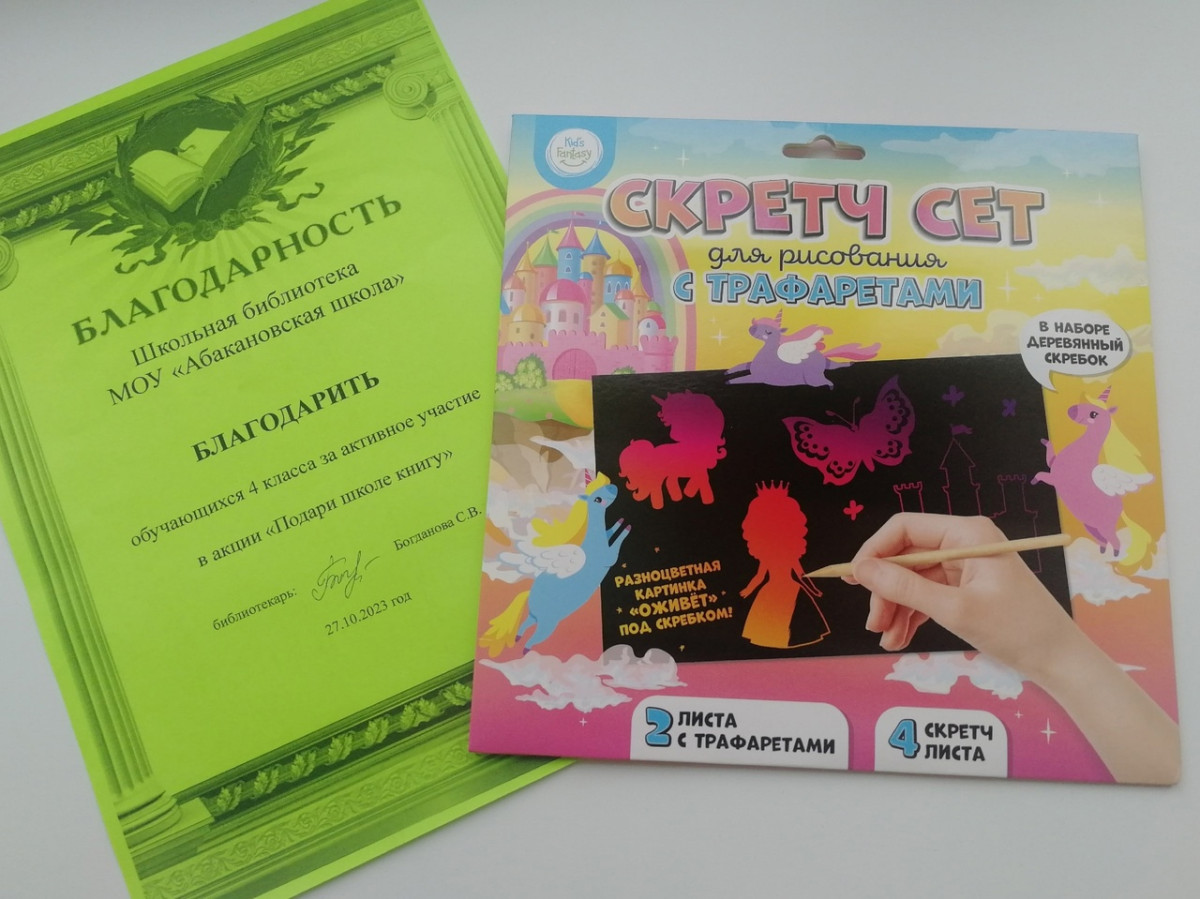 БЛАГОДАРНОСТЬ
Школьная библиотека
МОУ «Абакановская школа»
БЛАГОДАРИТЬ
обучающихся 4 класса за активное участие
в акции «Подари школе книгу»
библиотекарь:
Богданова С.В.
27.10.2023 год
Kid's
Fantasy
СКРЕТЧ СЕТ
для рисования
С ТРАФАРЕТАМИ
В НАБОРЕ
ДЕРЕВЯННЫЙ
СКРЕБОК
РАЗНОЦВЕТНАЯ
КАРТИНКА
«ОЖИВЁТ»
ПОД СКРЕБКОМ!
2 ЛИСТА
С ТРАФАРЕТАМИ
4 СКРЕТЧ
ЛИСТА